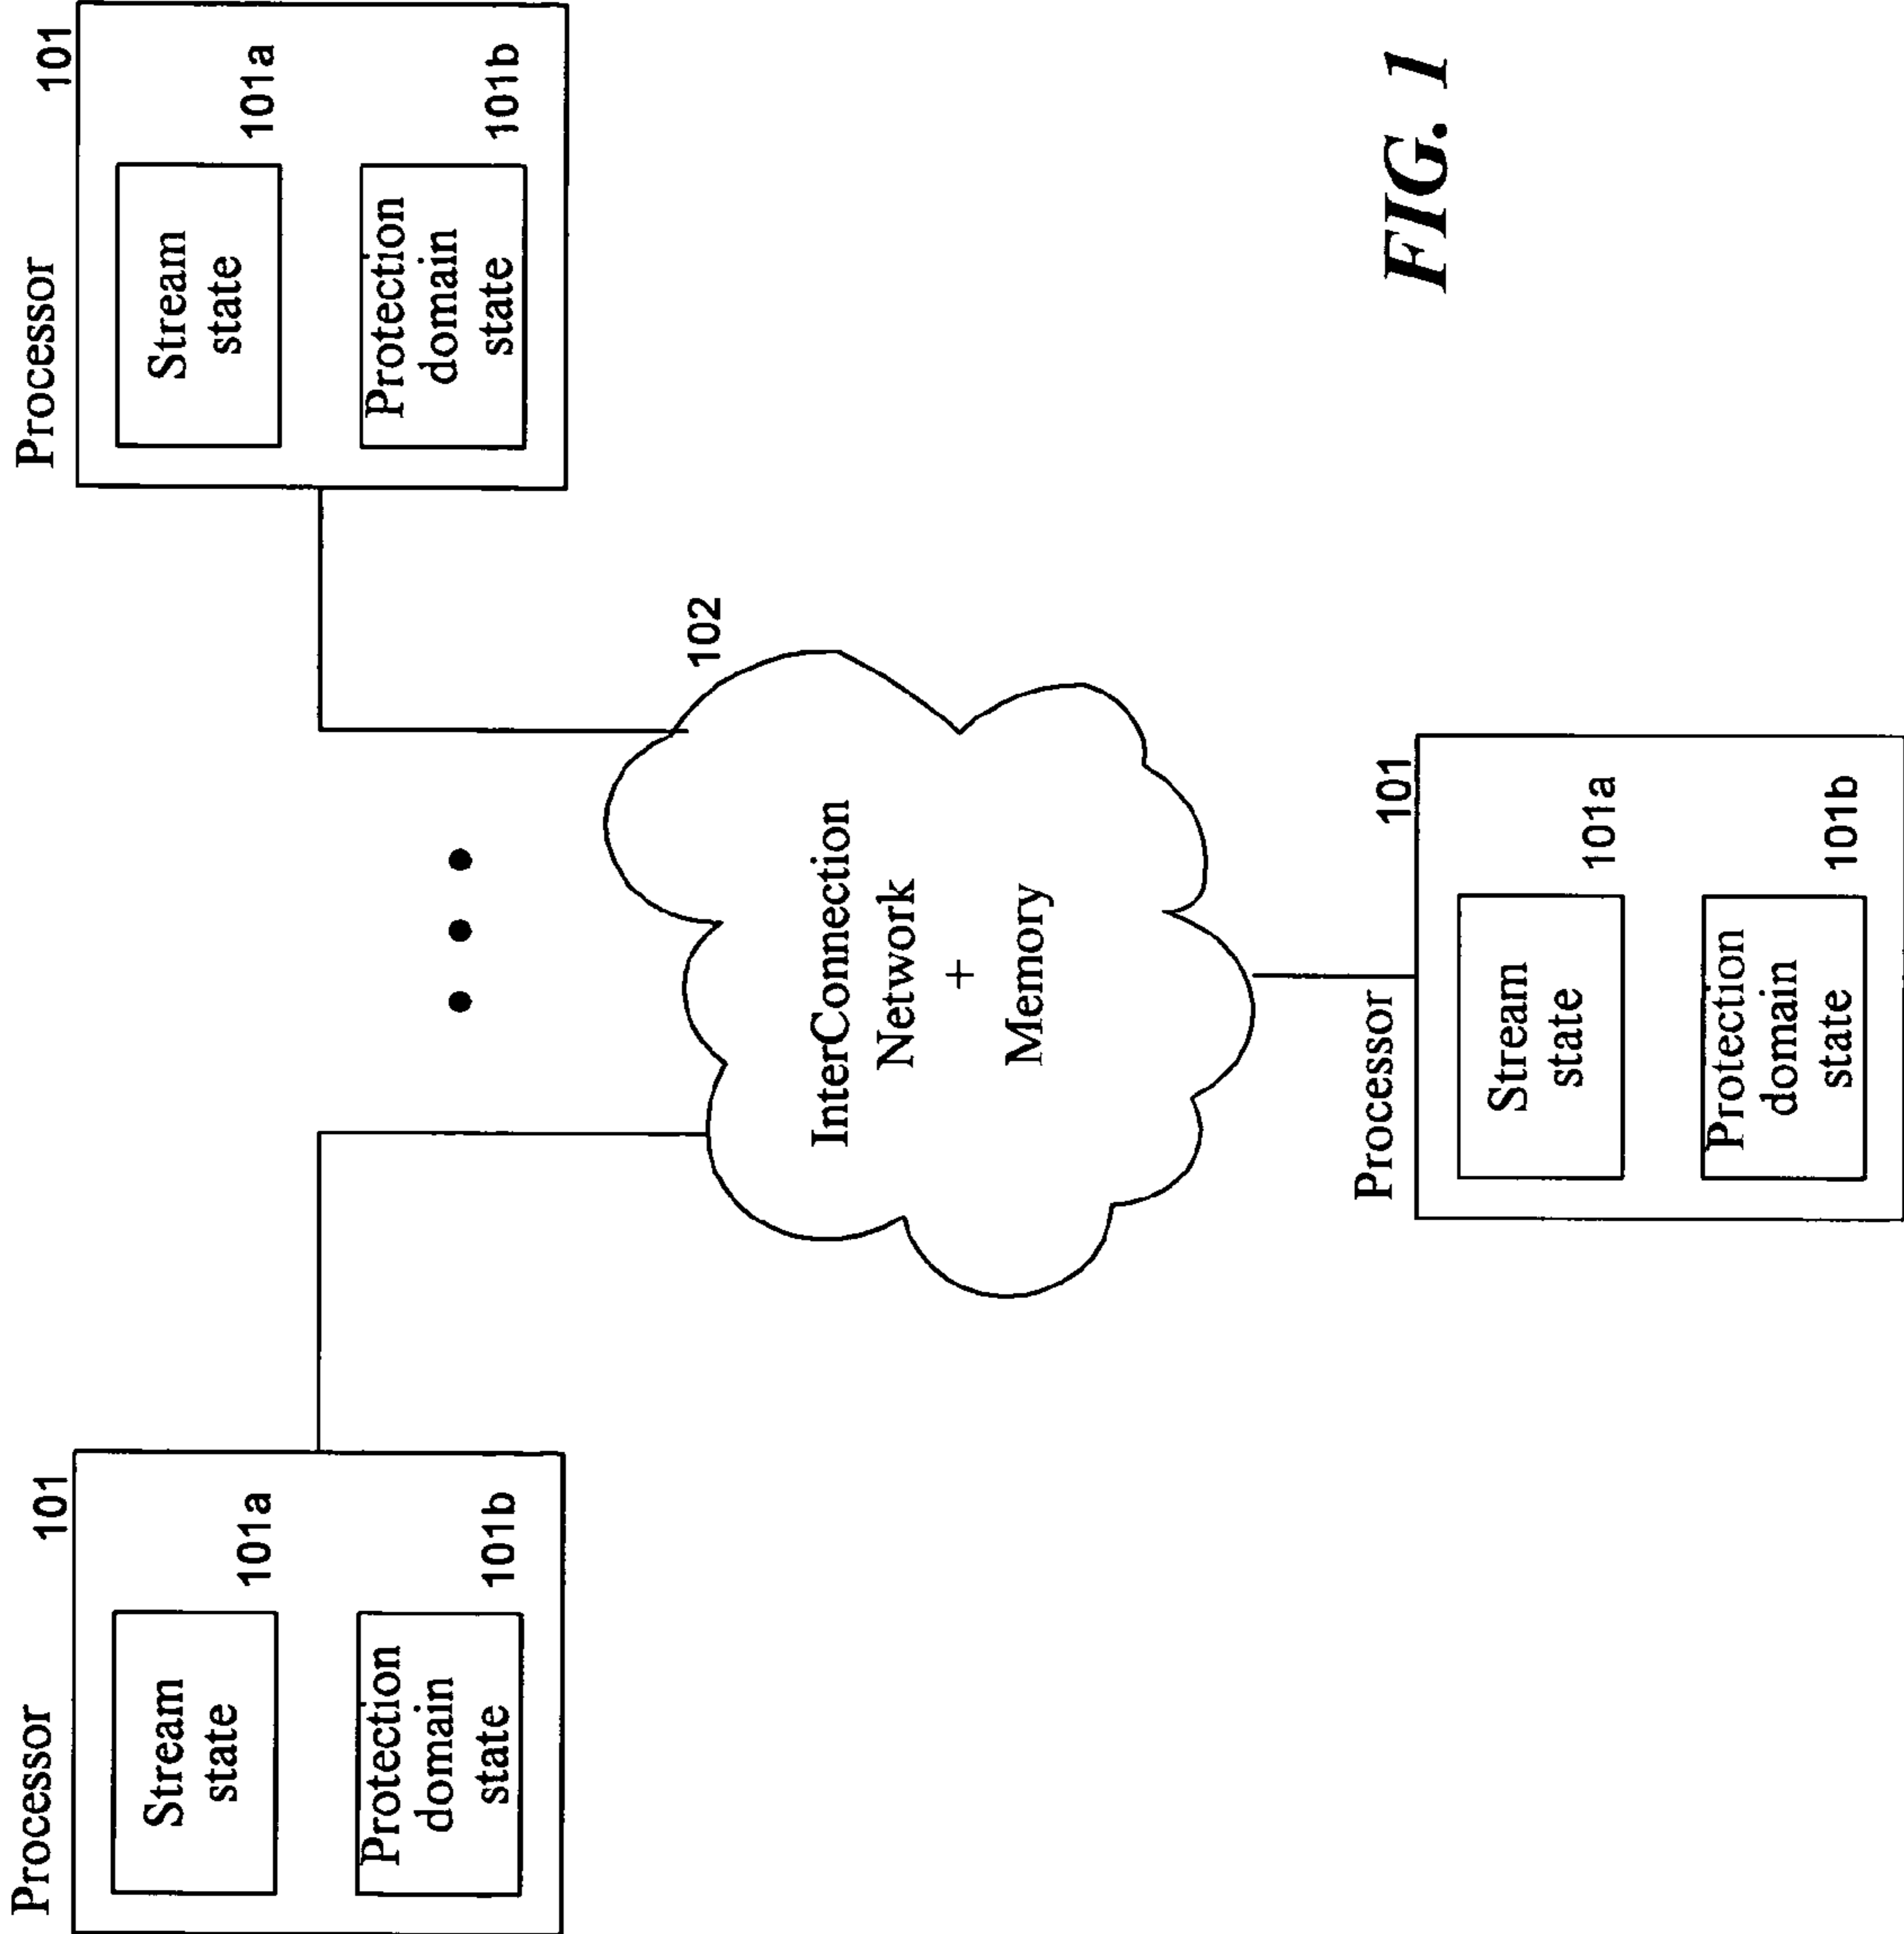 Processor
101
Stream
state
101a
Protection
domain
state
101b
Processor
101
Stream
state
101a
Protection
domain
state
101b
102
InterConnection
Network
+
Memory
Processor
101
Stream
state
101a
Protection
domain
state
101b
FIG. 1